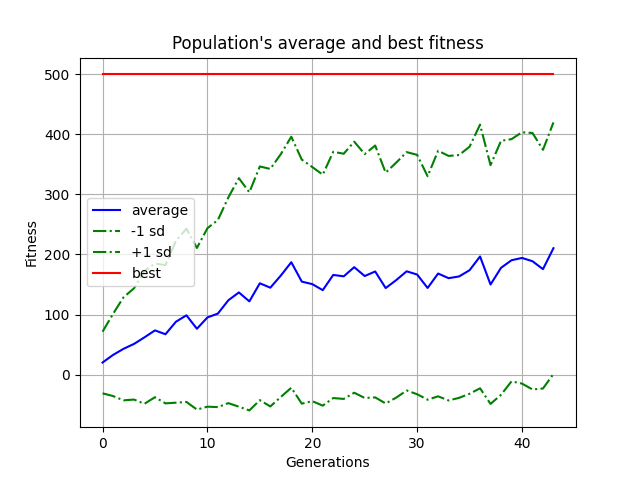 Population's average and best fitness
Fitness
500
400
300
200
100
0
average
-1 sd
+1 sd
best
0 10 20 30 40
Generations